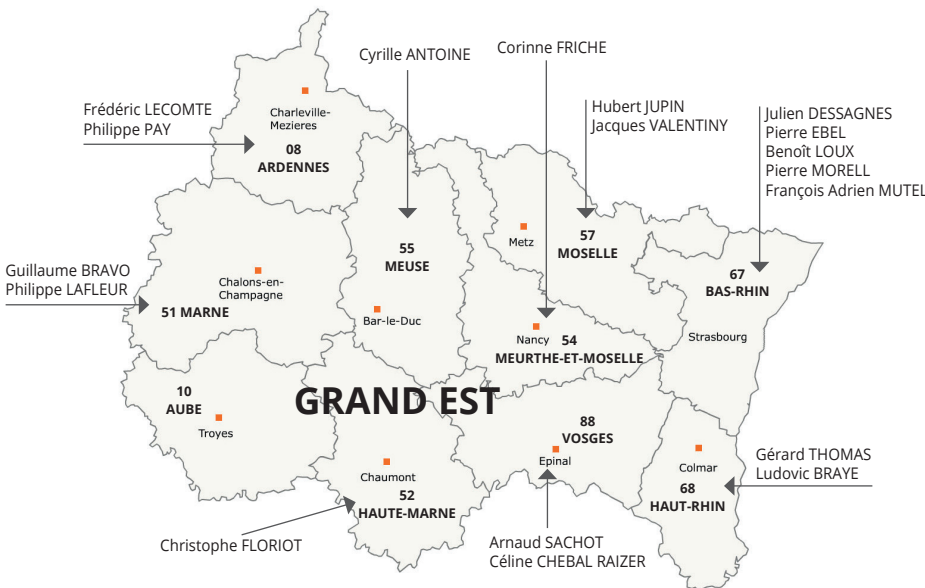 Cyrille ANTOINE
Corinne FRICHE
Frédéric LECOMTE
Philippe PAY
Charleville-
Mezieres
08
ARDENNES
Hubert JUPIN
Jacques VALENTINY
Julien DESSAGNES
Pierre EBEL
Benoît LOUX
Pierre MORELL
François Adrien MUTEL
Guillaume BRAVO
Philippe LAFLEUR
Chalons-en-
Champagne
51 MARNE
55
MEUSE
Bar-le-Duc
Metz
57
MOSELLE
67
BAS-RHIN
Strasbourg
Nancy 54
MEURTHE-ET-MOSELLE
10
AUBE
Troyes
GRAND EST
88
VOSGES
Epinal
Chaumont
52
HAUTE-MARNE
Colmar
68
HAUT-RHIN
Gérard THOMAS
Ludovic BRAYE
Christophe FLORIOT
Arnaud SACHOT
Céline CHEBAL RAIZER